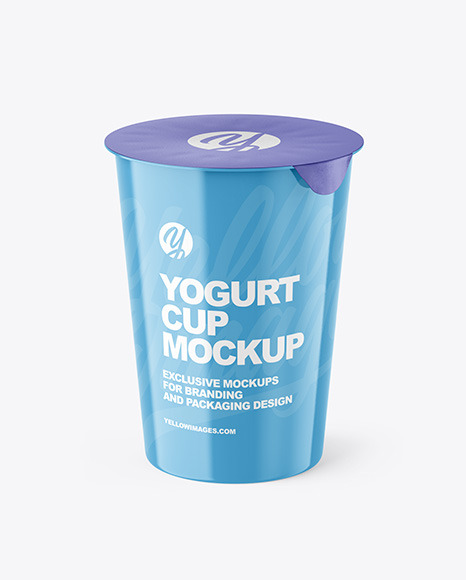 Y
Y
YOGURT
CUP
MOCKUP
EXCLUSIVE MOCKUPS
FOR BRANDING
AND PACKAGING DESIGN
YELLOWIMAGES.COM